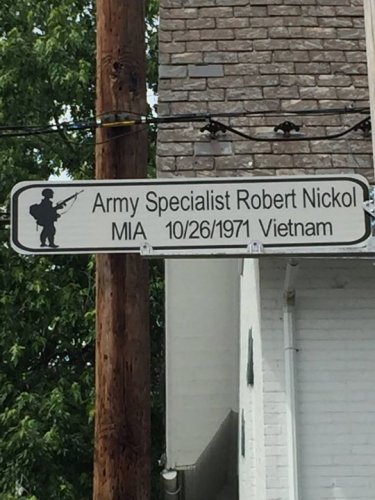 Army Specialist Robert Nickol
MIA 10/26/1971 Vietnam